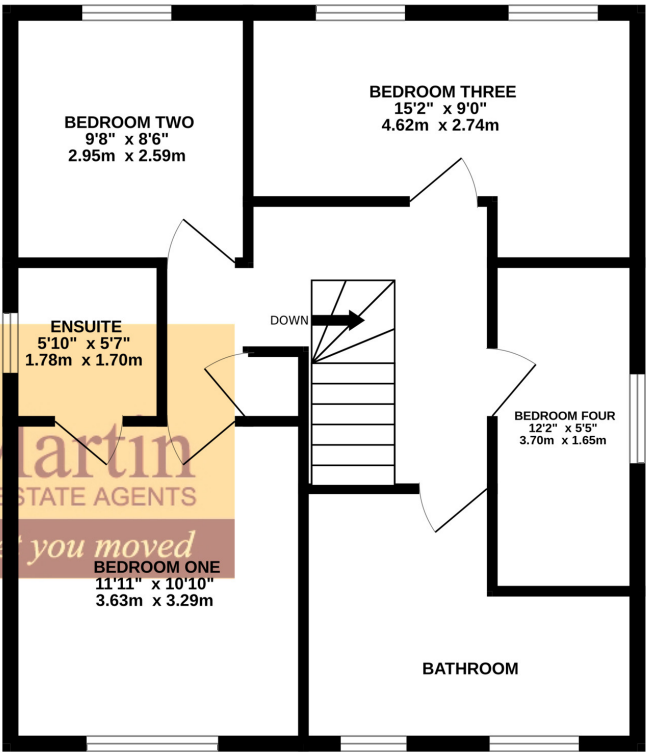 BEDROOM TWO
9'8" x 8'6"
2.95m x 2.59m
BEDROOM THREE
15'2" x 9'0"
4.62m x 2.74m
ENSUITE
5'10" x 5'7"
1.78m x 1.70m
DOWN
BEDROOM FOUR
12'2" x 5'5"
3.70m x 1.65m
Martin
ESTATE AGENTS
you moved
BEDROOM ONE
11'11" x 10'10"
3.63m x 3.29m
BATHROOM